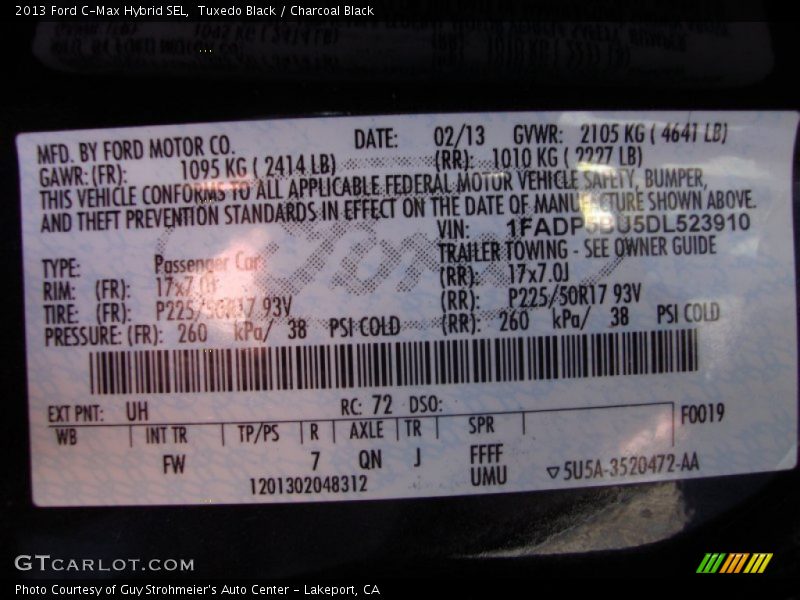 2013 Ford C-Max Hybrid SEL, Tuxedo Black / Charcoal Black
MFD. BY FORD MOTOR CO. DATE: 02/13 GVWR: 2105 KG ( 4641 LB)
GAWR: (FR): 1095 KG ( 2414 LB) (RR): 1010 KG ( 2227 LB)
THIS VEHICLE CONFORMS TO ALL APPLICABLE FEDERAL MOTOR VEHICLE SAFETY, BUMPER,
AND THEFT PREVENTION STANDARDS IN EFFECT ON THE DATE OF MANUFACTURE SHOWN ABOVE.
VIN: 1FADP5BU5DL523910
TYPE: Passenger Car TRAILER TOWING - SEE OWNER GUIDE
RIM: (FR): 17x7.0J (RR): 17x7.0J
TIRE: (FR): P225/50R17 93V (RR): P225/50R17 93V
PRESSURE: (FR): 260 kPa/ 38 PSI COLD (RR): 260 kPa/ 38 PSI COLD
EXT PNT: UH RC: 72 DSO:
WB INT TR TP/PS R AXLE TR SPR F0019
FW 7 QN J FFFF
1201302048312 UMU ▽5U5A-3520472-AA
Ford
GTCARLOT.COM
Photo Courtesy of Guy Strohmeier's Auto Center - Lakeport, CA